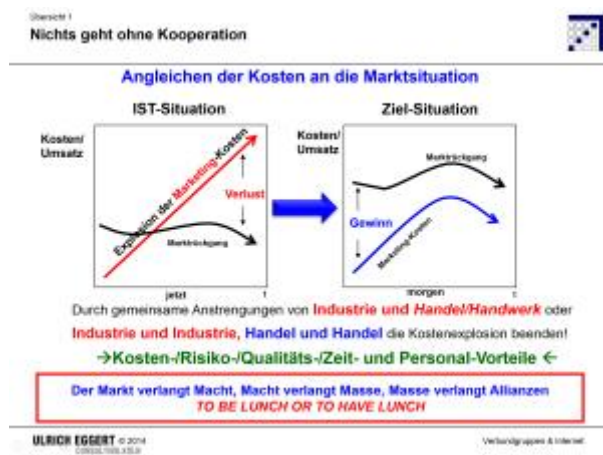 Übersicht 1
Nichts geht ohne Kooperation
Angleichen der Kosten an die Marktsituation
IST-Situation
Ziel-Situation
Kosten/
Umsatz
Explosion der Marketing-Kosten
Verlust
Marktrückgang
jetzt
t
Kosten/
Umsatz
Marktrückgang
Gewinn
Marketing-Kosten
morgen
t
Durch gemeinsame Anstrengungen von Industrie und Handel/Handwerk oder
Industrie und Industrie, Handel und Handel die Kostenexplosion beenden!
→Kosten-/Risiko-/Qualitäts-/Zeit- und Personal-Vorteile ←
Der Markt verlangt Macht, Macht verlangt Masse, Masse verlangt Allianzen
TO BE LUNCH OR TO HAVE LUNCH
ULRICH EGGERT © 2014
Verbundgruppen & Internet